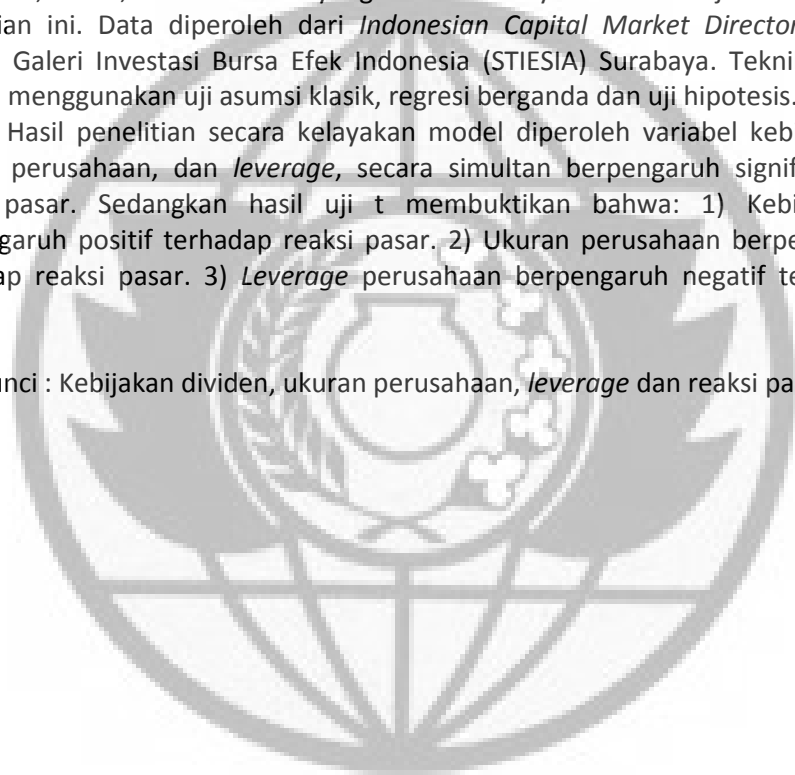 ian ini. Data diperoleh dari Indonesian Capital Market Director
Galeri Investasi Bursa Efek Indonesia (STIESIA) Surabaya. Tekni
menggunakan uji asumsi klasik, regresi berganda dan uji hipotesis.
Hasil penelitian secara kelayakan model diperoleh variabel keb
perusahaan, dan leverage, secara simultan berpengaruh signif
pasar. Sedangkan hasil uji t membuktikan bahwa: 1) Kebi
garuh positif terhadap reaksi pasar. 2) Ukuran perusahaan berpe
ap reaksi pasar. 3) Leverage perusahaan berpengaruh negatif te
nci : Kebijakan dividen, ukuran perusahaan, leverage dan reaksi pa